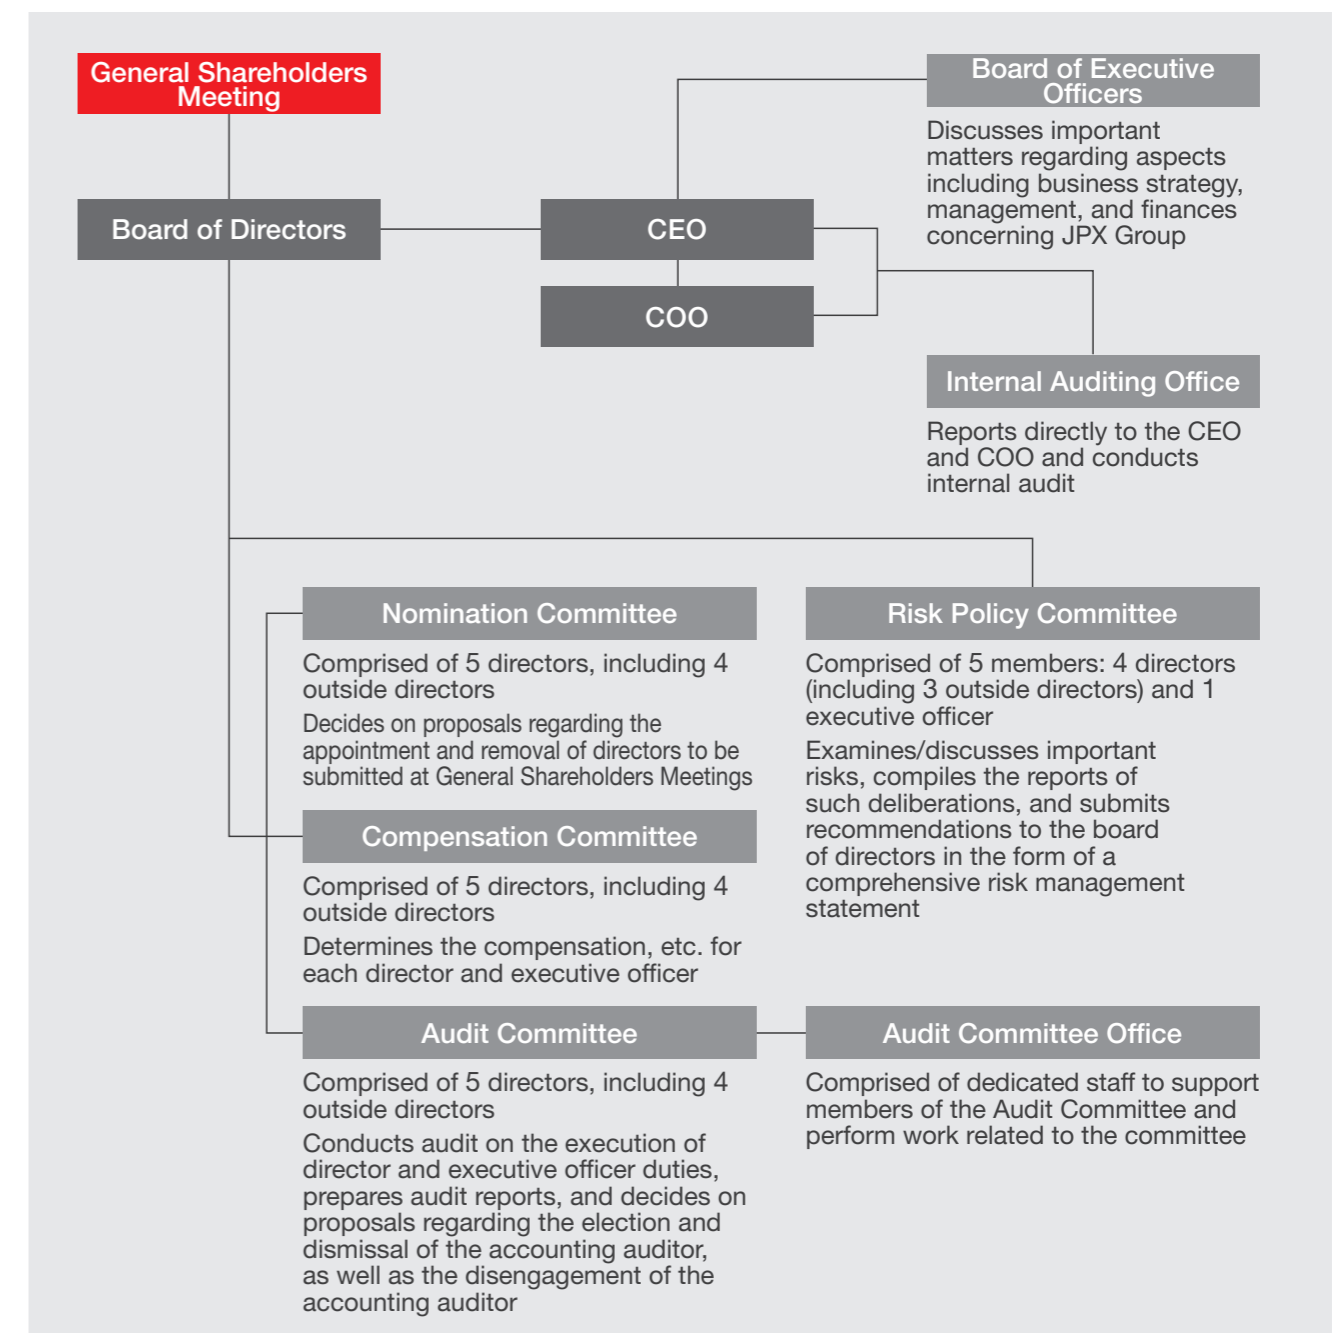 General Shareholders
Meeting
Board of Executive
Officers
Discusses important
matters regarding aspects
including business strategy,
management, and finances
concerning JPX Group
Board of Directors
CEO
COO
Internal Auditing Office
Reports directly to the CEO
and COO and conducts
internal audit
Nomination Committee
Comprised of 5 directors, including 4
outside directors
Decides on proposals regarding the
appointment and removal of directors to be
submitted at General Shareholders Meetings
Risk Policy Committee
Comprised of 5 members: 4 directors
(including 3 outside directors) and 1
executive officer
Examines/discusses important
risks, compiles the reports of
such deliberations, and submits
recommendations to the board
of directors in the form of a
comprehensive risk management
statement
Compensation Committee
Comprised of 5 directors, including 4
outside directors
Determines the compensation, etc. for
each director and executive officer
Audit Committee
Comprised of 5 directors, including 4
outside directors
Conducts audit on the execution of
director and executive officer duties,
prepares audit reports, and decides on
proposals regarding the election and
dismissal of the accounting auditor,
as well as the disengagement of the
accounting auditor
Audit Committee Office
Comprised of dedicated staff to support
members of the Audit Committee and
perform work related to the committee